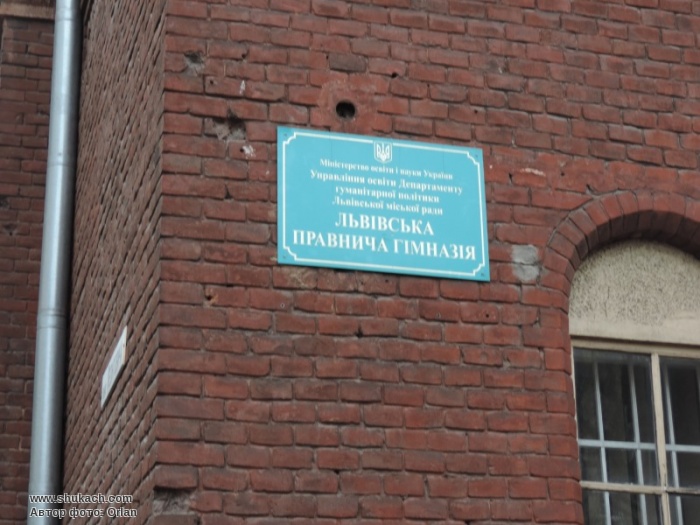 Міністерство освіти і науки України
Управління освіти Департаменту
гуманітарної політики
Львівської міської ради
ЛЬВІВСЬКА
ПРАВНИЧА ГІМНАЗІЯ
www.shukach.com
Автор фото: Orlan